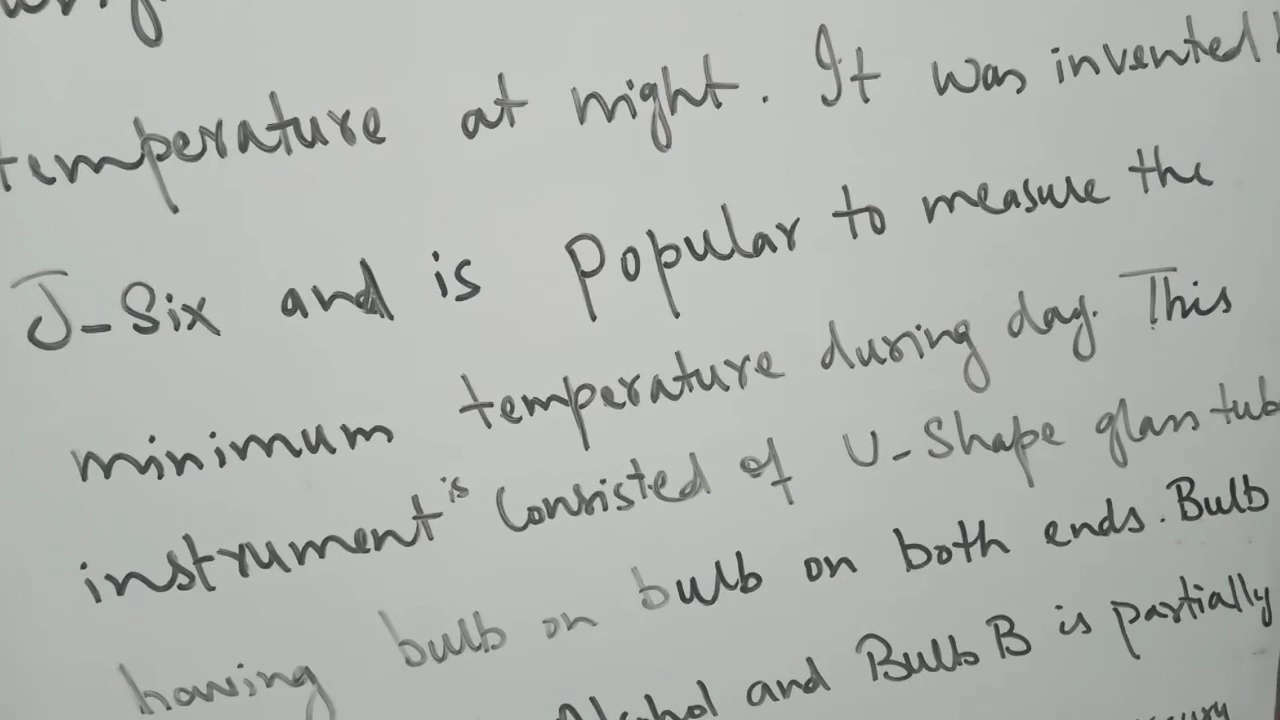 temperature at night. It was invented
J-Six and is Popular to measure the
minimum temperature during day. This
instrument is Consisted of U-Shape glass tub
having bulb on bulb on both ends. Bulb
Alcohol and Bulb B is partially